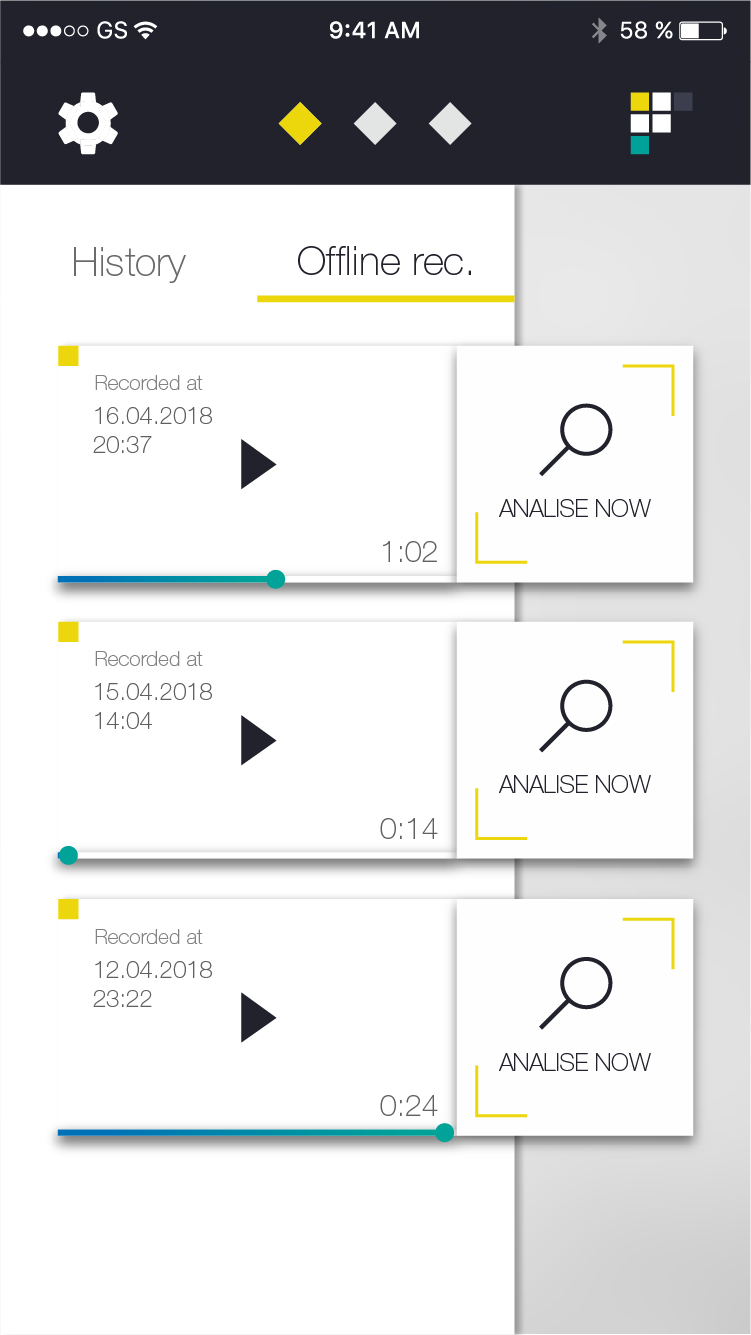 GS 9:41 AM 58 %
History Offline rec.
Recorded at
16.04.2018
20:37
1:02
ANALISE NOW
Recorded at
15.04.2018
14:04
0:14
ANALISE NOW
Recorded at
12.04.2018
23:22
0:24
ANALISE NOW